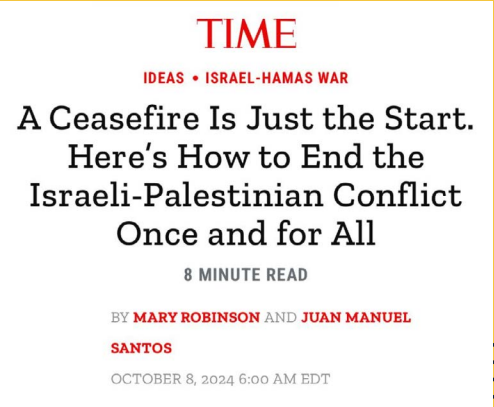 TIME
IDEAS • ISRAEL-HAMAS WAR
A Ceasefire Is Just the Start.
Here's How to End the
Israeli-Palestinian Conflict
Once and for All
8 MINUTE READ
BY MARY ROBINSON AND JUAN MANUEL
SANTOS
OCTOBER 8, 2024 6:00 AM EDT